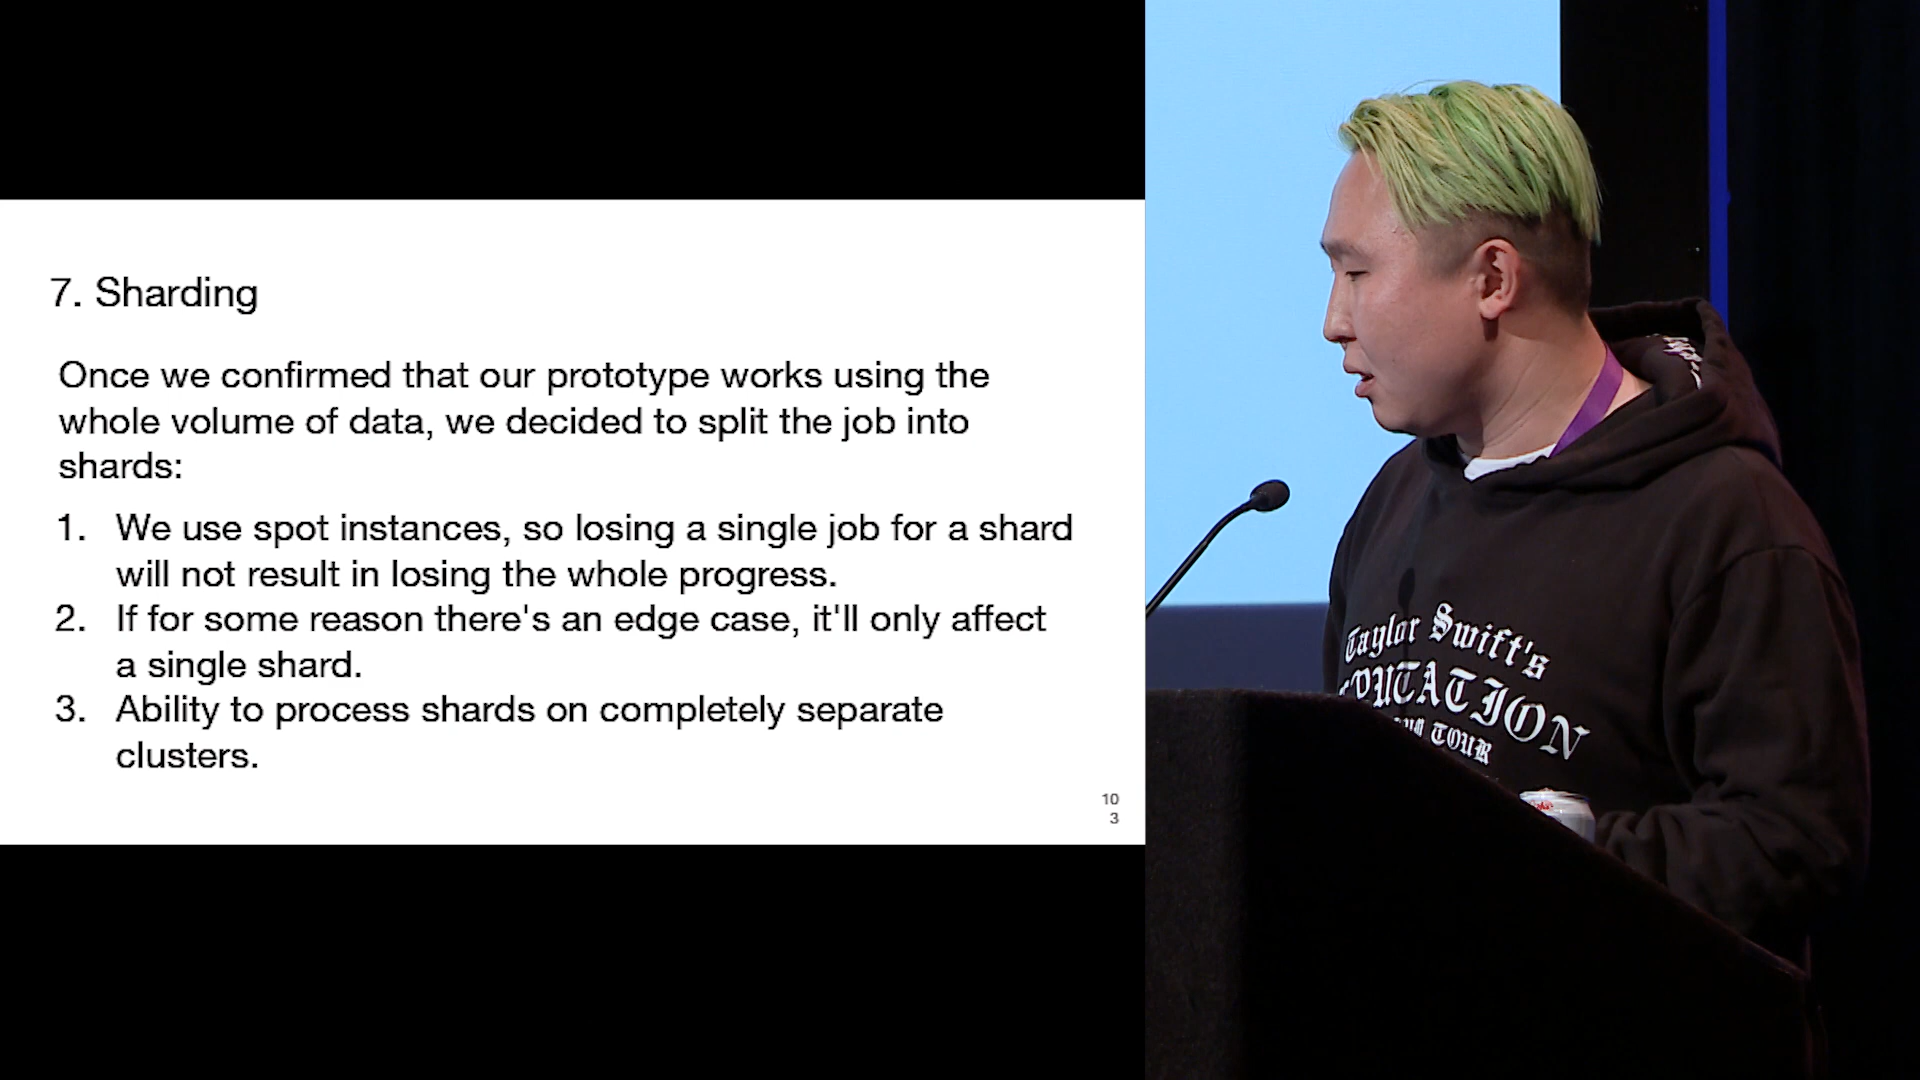 7. Sharding
Once we confirmed that our prototype works using the
whole volume of data, we decided to split the job into
shards:
1. We use spot instances, so losing a single job for a shard
will not result in losing the whole progress.
2. If for some reason there's an edge case, it'll only affect
a single shard.
3. Ability to process shards on completely separate
clusters.
10
3
Taylor Swift's
PUTATION
TOUR